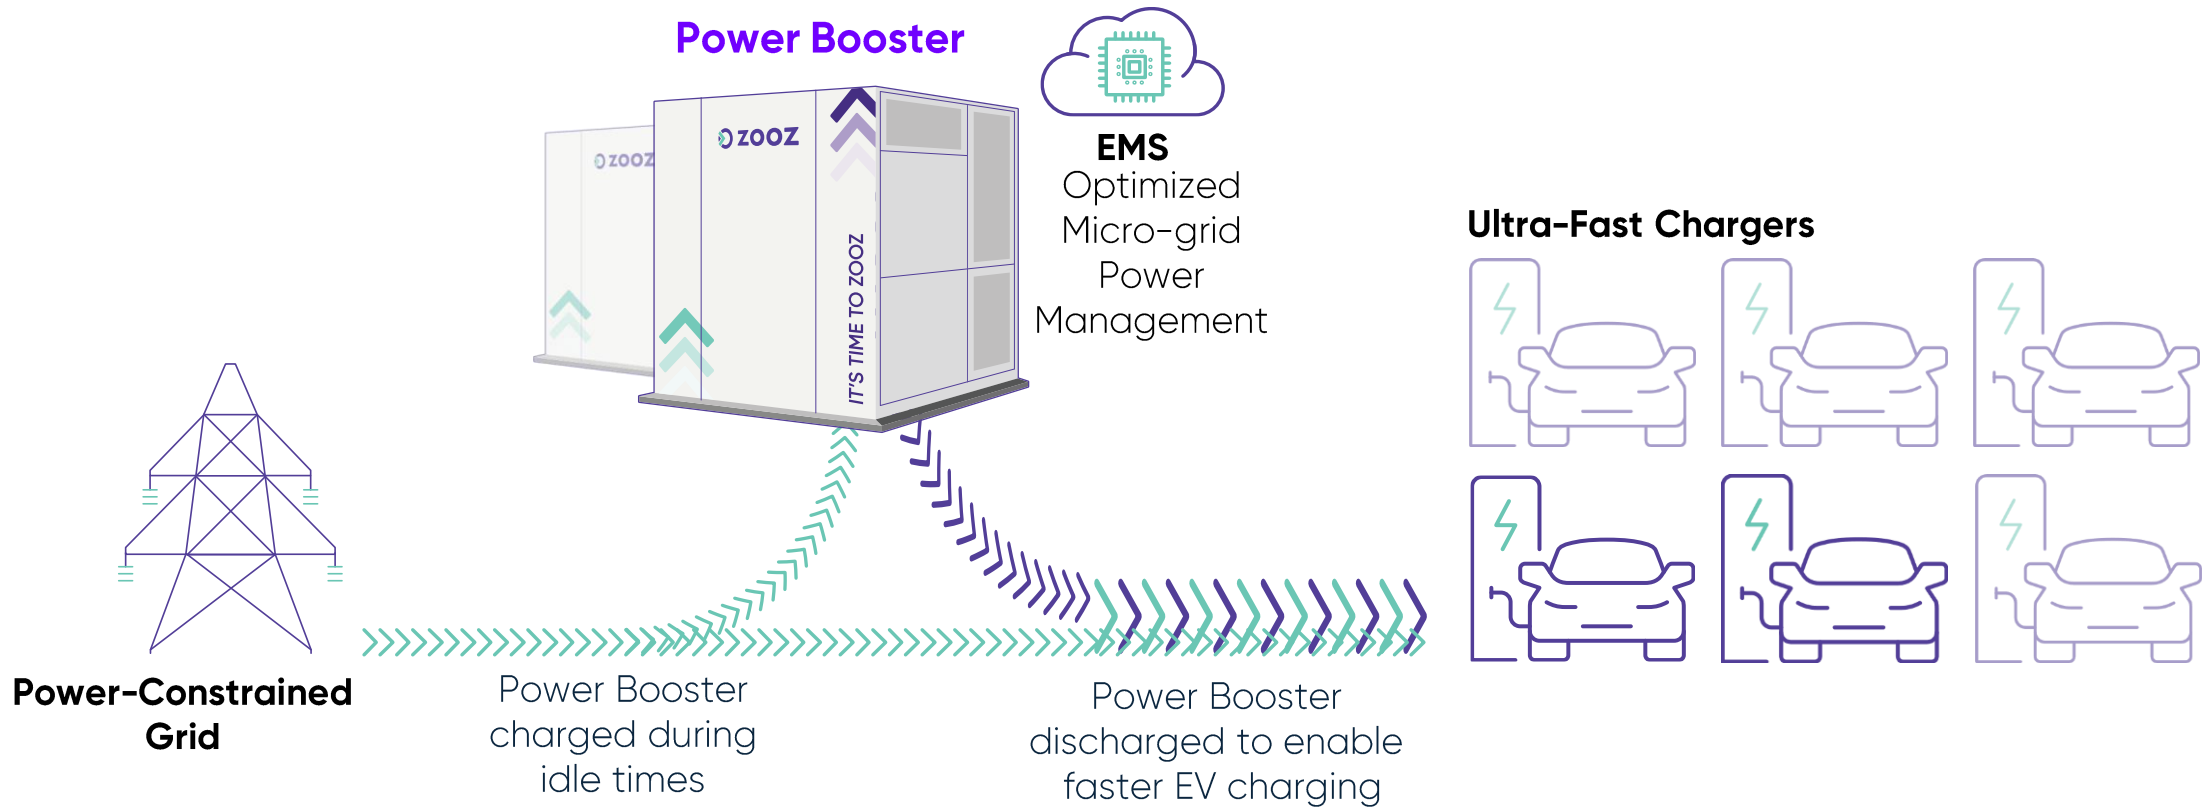 Power Booster
ZOOZ
ZOOZ
IT'S TIME TO ZOOZ
EMS
Optimized
Micro-grid
Power
Management
Ultra-Fast Chargers
Power-Constrained
Grid
Power Booster
charged during
idle times
Power Booster
discharged to enable
faster EV charging